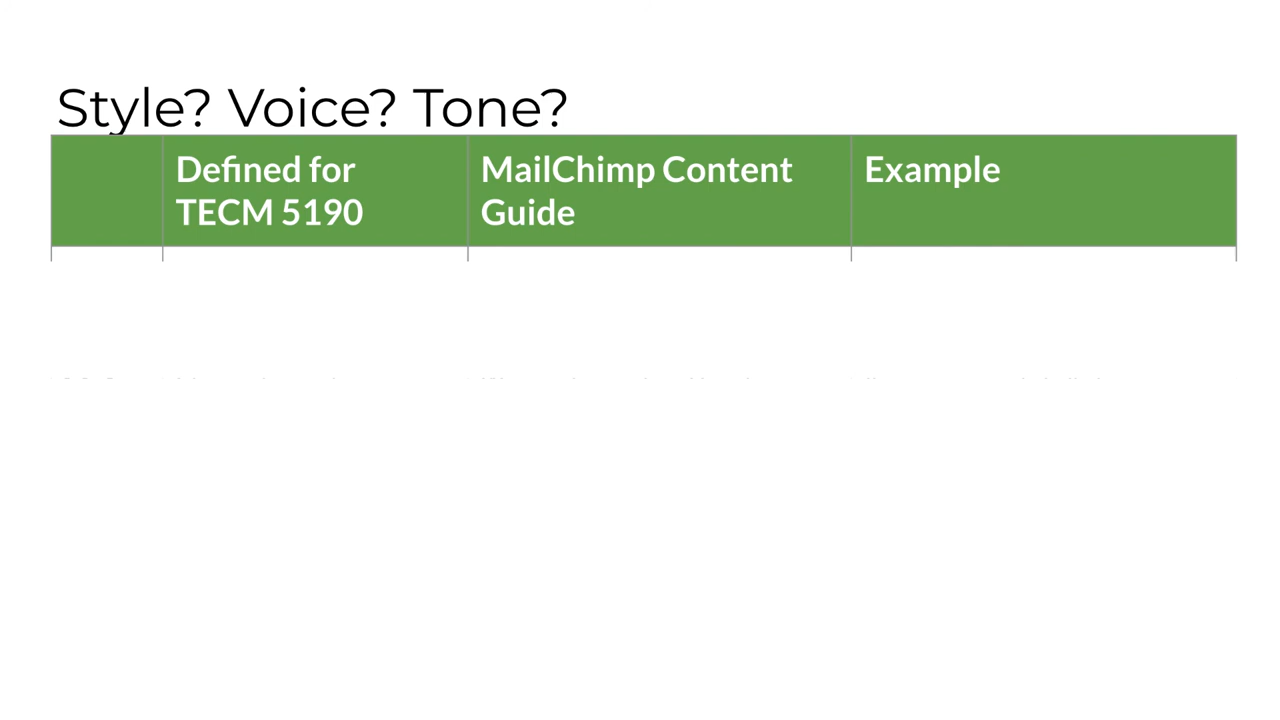 Style? Voice? Tone?
Defined for
TECM 5190
MailChimp Content
Guide
Example